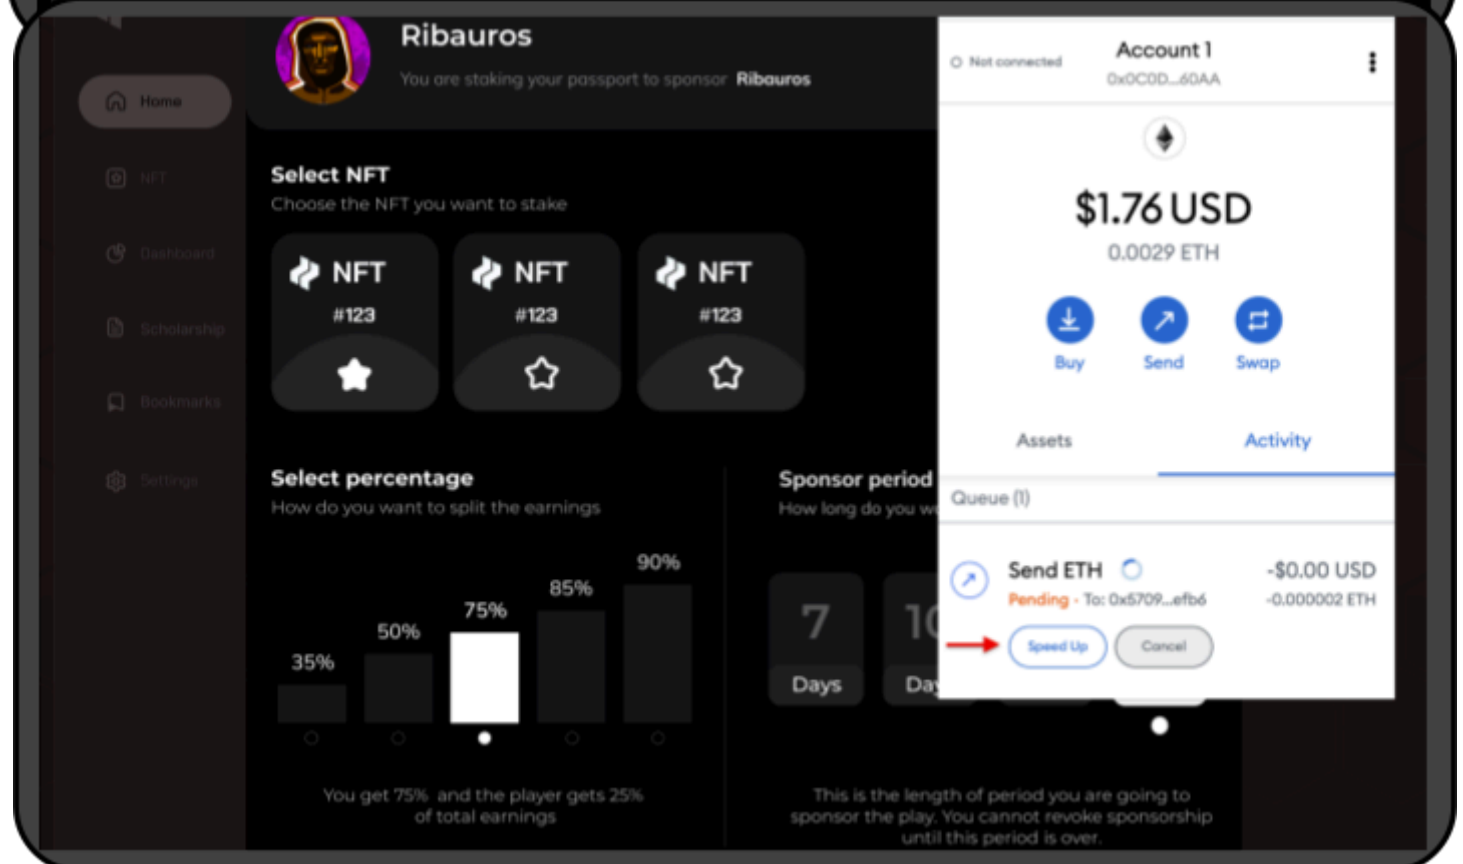 Ribauros
You are staking your passport to sponsor Ribauros
Home
NFT
Dashboard
Scholarship
Bookmarks
Settings
Select NFT
Choose the NFT you want to stake
NFT
#123
NFT
#123
NFT
#123
Select percentage
How do you want to split the earnings
35%
50%
75%
85%
90%
You get 75% and the player gets 25%
of total earnings
Sponsor period
How long do you
7
Days
This is the length of period you are going to
sponsor the play. You cannot revoke sponsorship
until this period is over.
Not connected
Account 1
0x0C0D...60AA
$1.76 USD
0.0029 ETH
Buy
Send
Swap
Assets
Activity
Queue (1)
Send ETH
-$0.00 USD
Pending - To: 0x5709...efb6
-0.000002 ETH
Speed Up
Cancel